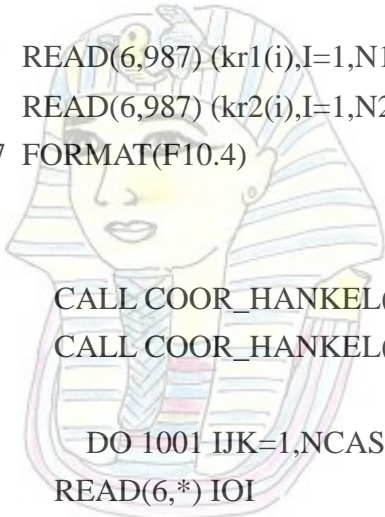 READ(6,987) (kr1(i),I=1,N1
READ(6,987) (kr2(i),I=1,N2
7 FORMAT(F10.4)
CALL COOR_HANKEL(
CALL COOR_HANKEL(
DO 1001 IJK=1,NCAS
READ(6,*) IOI